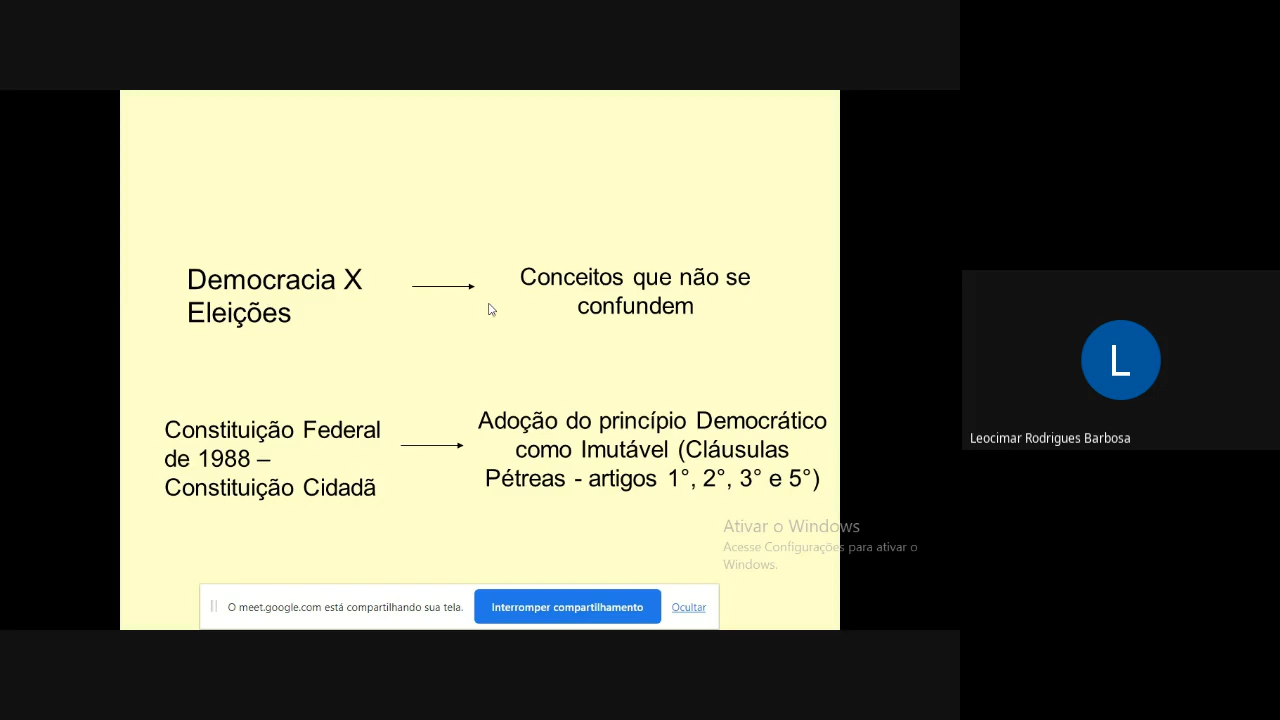 Democracia X
Eleições
Conceitos que não se
confundem
Constituição Federal
de 1988 –
Constituição Cidadã
Adoção do princípio Democrático
como Imutável (Cláusulas
Pétreas - artigos 1°, 2°, 3° e 5°)
L
Leocimar Rodrigues Barbosa
Ativar o Windows
Acesse Configurações para ativar o
Windows.
O meet.google.com está compartilhando sua tela.
Interromper compartilhamento
Ocultar